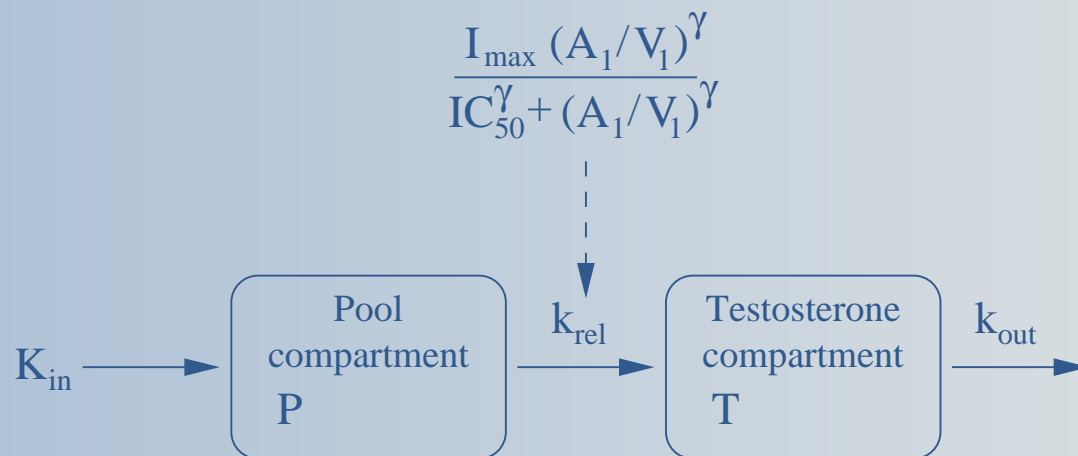 I_max (A_1/V_1)^γ
IC_50^γ + (A_1/V_1)^γ
K_in
Pool
compartment
P
k_rel
Testosterone
compartment
T
k_out